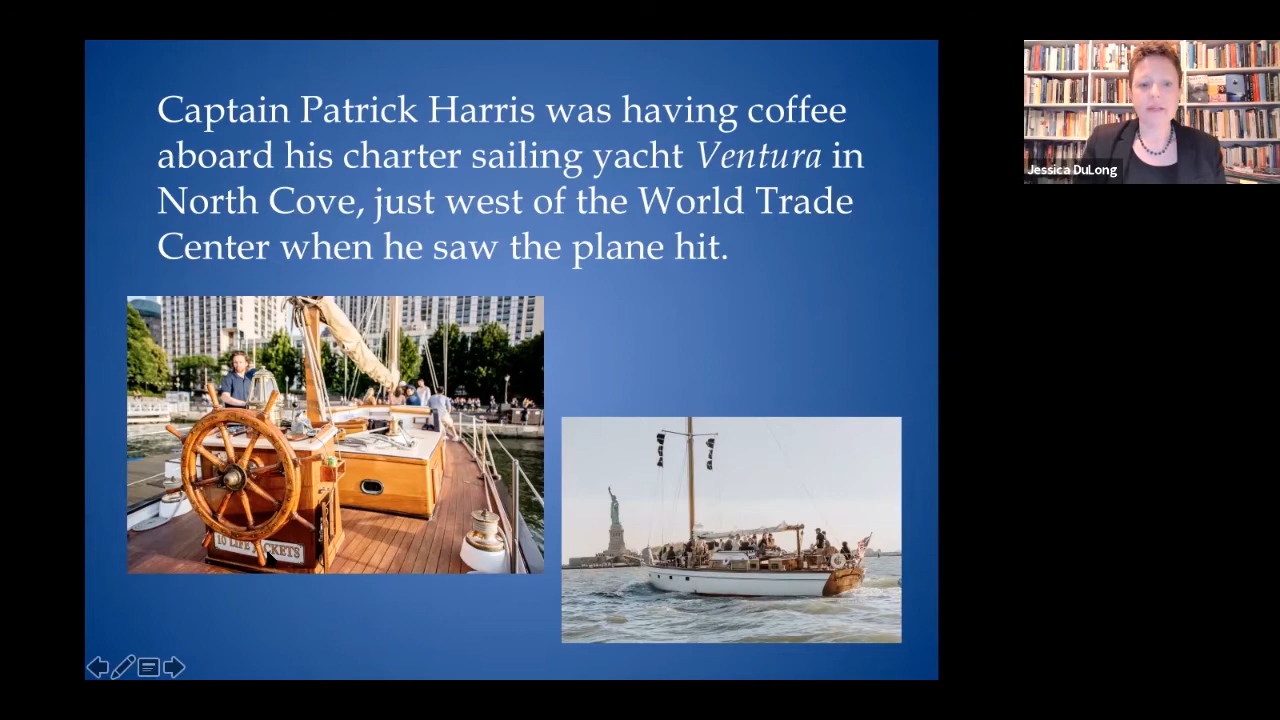 Captain Patrick Harris was having coffee
aboard his charter sailing yacht Ventura in
North Cove, just west of the World Trade
Center when he saw the plane hit.
Jessica DuLong
10 LIFE JACKETS